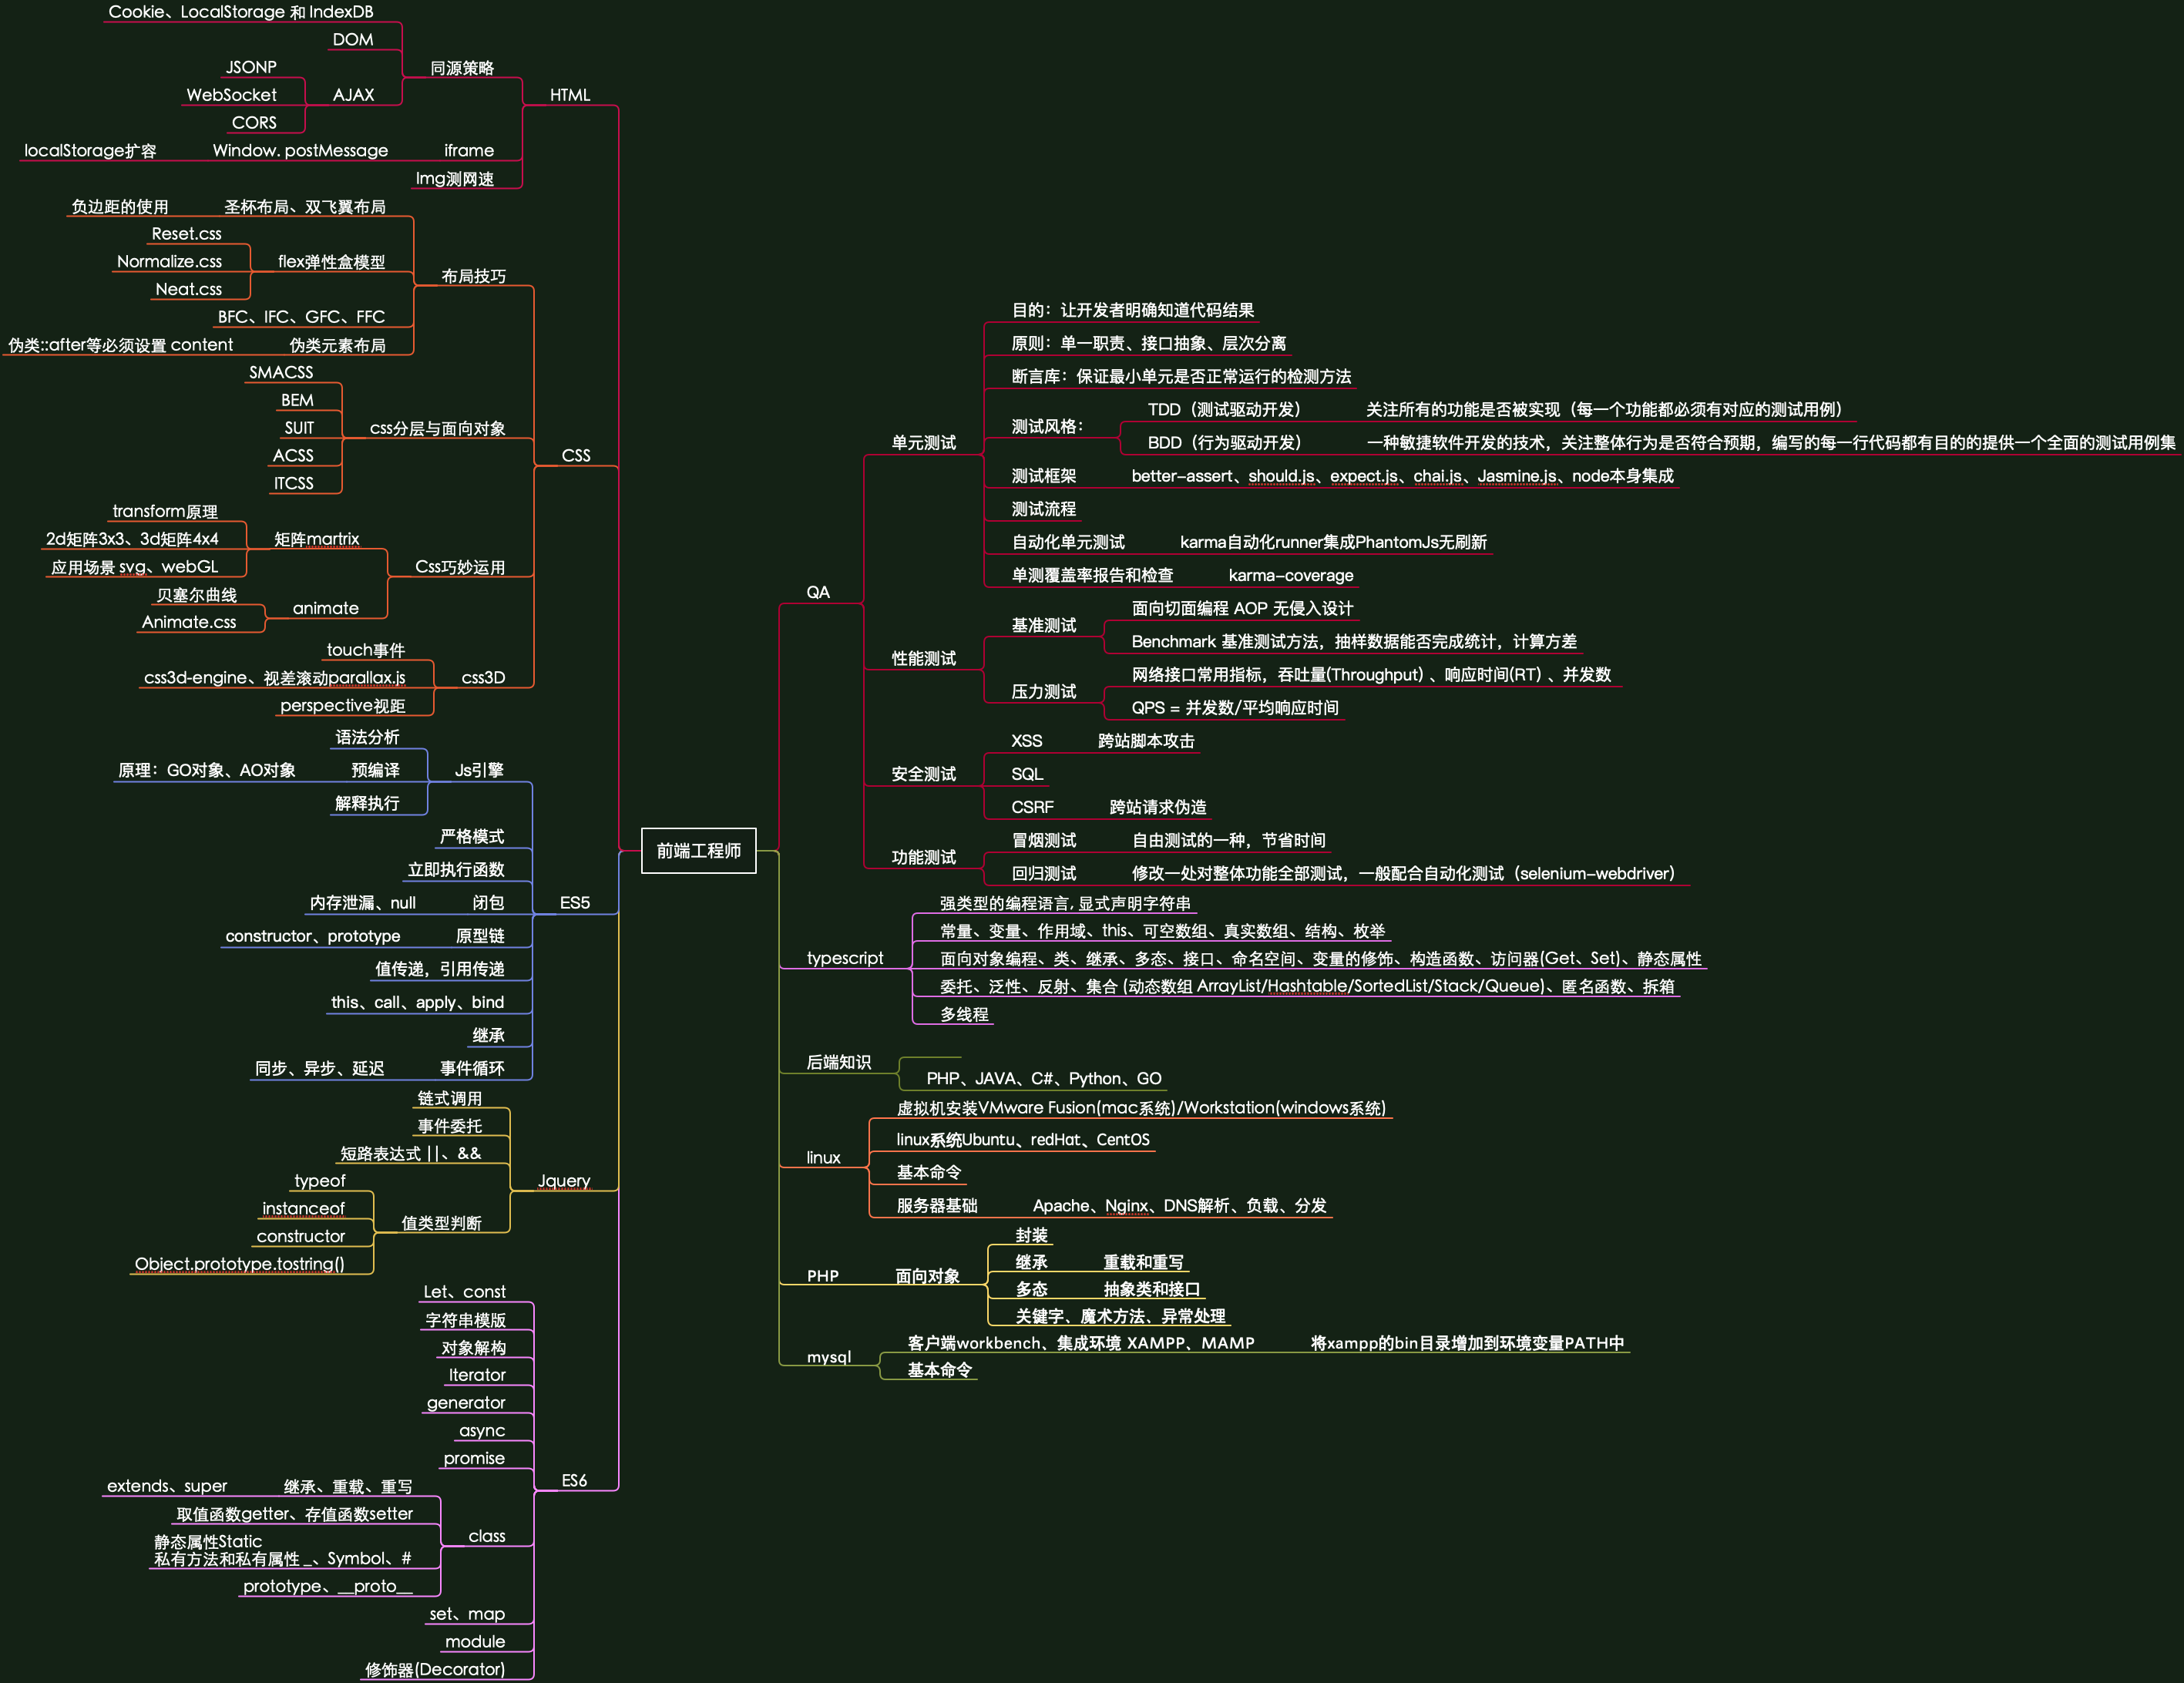 Cookie、LocalStorage 和 IndexDB
DOM
JSONP
WebSocket
CORS
AJAX
同源策略
localStorage扩容
Window. postMessage
iframe
Img测网速
HTML
负边距的使用
圣杯布局、双飞翼布局
Reset.css
Normalize.css
Neat.css
flex弹性盒模型
BFC、IFC、GFC、FFC
伪类::after等必须设置 content
伪类元素布局
布局技巧
SMACSS
BEM
SUIT
ACSS
ITCSS
css分层与面向对象
transform原理
2d矩阵3x3、3d矩阵4x4
应用场景 svg、webGL
矩阵martrix
贝塞尔曲线
Animate.css
animate
Css巧妙运用
touch事件
css3d-engine、视差滚动parallax.js
perspective视距
css3D
CSS
语法分析
原理：GO对象、AO对象
预编译
解释执行
Js引擎
严格模式
立即执行函数
内存泄漏、null
闭包
constructor、prototype
原型链
值传递，引用传递
this、call、apply、bind
继承
同步、异步、延迟
事件循环
ES5
链式调用
事件委托
短路表达式 ||、&&
typeof
instanceof
constructor
Object.prototype.tostring()
值类型判断
Jquery
Let、const
字符串模版
对象解构
Iterator
generator
async
promise
extends、super
继承、重载、重写
取值函数getter、存值函数setter
静态属性Static
私有方法和私有属性 _、Symbol、#
prototype、__proto__
class
set、map
module
修饰器(Decorator)
ES6
前端工程师
QA
单元测试
目的：让开发者明确知道代码结果
原则：单一职责、接口抽象、层次分离
断言库：保证最小单元是否正常运行的检测方法
测试风格：
TDD（测试驱动开发）
关注所有的功能是否被实现（每一个功能都必须有对应的测试用例）
BDD（行为驱动开发）
一种敏捷软件开发的技术，关注整体行为是否符合预期，编写的每一行代码都有目的的提供一个全面的测试用例集
测试框架
better-assert、should.js、expect.js、chai.js、Jasmine.js、node本身集成
测试流程
自动化单元测试
karma自动化runner集成PhantomJs无刷新
单测覆盖率报告和检查
karma-coverage
性能测试
基准测试
面向切面编程 AOP 无侵入设计
Benchmark 基准测试方法，抽样数据能否完成统计，计算方差
压力测试
网络接口常用指标，吞吐量(Throughput) 、响应时间(RT) 、并发数
QPS = 并发数/平均响应时间
安全测试
XSS
跨站脚本攻击
SQL
CSRF
跨站请求伪造
功能测试
冒烟测试
自由测试的一种，节省时间
回归测试
修改一处对整体功能全部测试，一般配合自动化测试（selenium-webdriver）
typescript
强类型的编程语言, 显式声明字符串
常量、变量、作用域、this、可空数组、真实数组、结构、枚举
面向对象编程、类、继承、多态、接口、命名空间、变量的修饰、构造函数、访问器(Get、Set)、静态属性
委托、泛性、反射、集合 (动态数组 ArrayList/Hashtable/SortedList/Stack/Queue)、匿名函数、拆箱
多线程
后端知识
PHP、JAVA、C#、Python、GO
linux
虚拟机安装VMware Fusion(mac系统)/Workstation(windows系统)
linux系统Ubuntu、redHat、CentOS
基本命令
服务器基础
Apache、Nginx、DNS解析、负载、分发
PHP
面向对象
封装
继承
重载和重写
多态
抽象类和接口
关键字、魔术方法、异常处理
mysql
客户端workbench、集成环境 XAMPP、MAMP
将xampp的bin目录增加到环境变量PATH中
基本命令